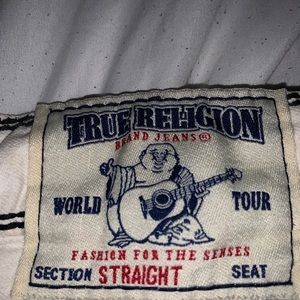 TRUE RELIGION
BRAND JEANS®
WORLD TOUR
FASHION FOR THE SENSES
SECTION STRAIGHT SEAT